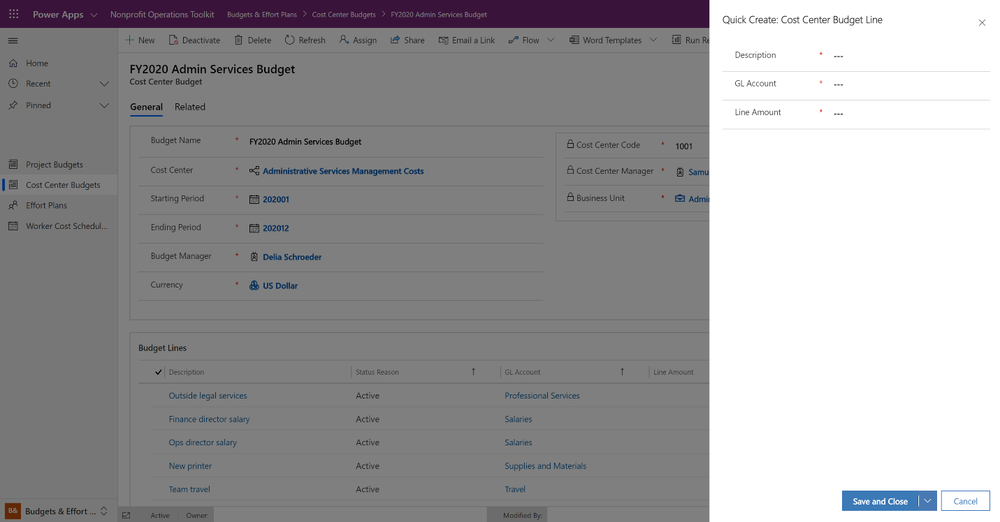 Power Apps Nonprofit Operations Toolkit Budgets & Effort Plans Cost Center Budgets FY2020 Admin Services Budget
New Deactivate Delete Refresh Assign Share Email a Link Flow Word Templates Run Re
Home
Recent
Pinned
Project Budgets
Cost Center Budgets
Effort Plans
Worker Cost Schedul...
B& Budgets & Effort ...
FY2020 Admin Services Budget
Cost Center Budget
General Related
Budget Name * FY2020 Admin Services Budget
Cost Center * Administrative Services Management Costs
Starting Period * 202001
Ending Period * 202012
Budget Manager * Delia Schroeder
Currency * US Dollar
Cost Center Code * 1001
Cost Center Manager * Samu
Business Unit * Admi
Budget Lines
Description Status Reason GL Account Line Amount
Outside legal services Active Professional Services
Finance director salary Active Salaries
Ops director salary Active Salaries
New printer Active Supplies and Materials
Team travel Active Travel
Active Owner: Modified By:
Quick Create: Cost Center Budget Line
Description * ---
GL Account * ---
Line Amount * ---
Save and Close Cancel